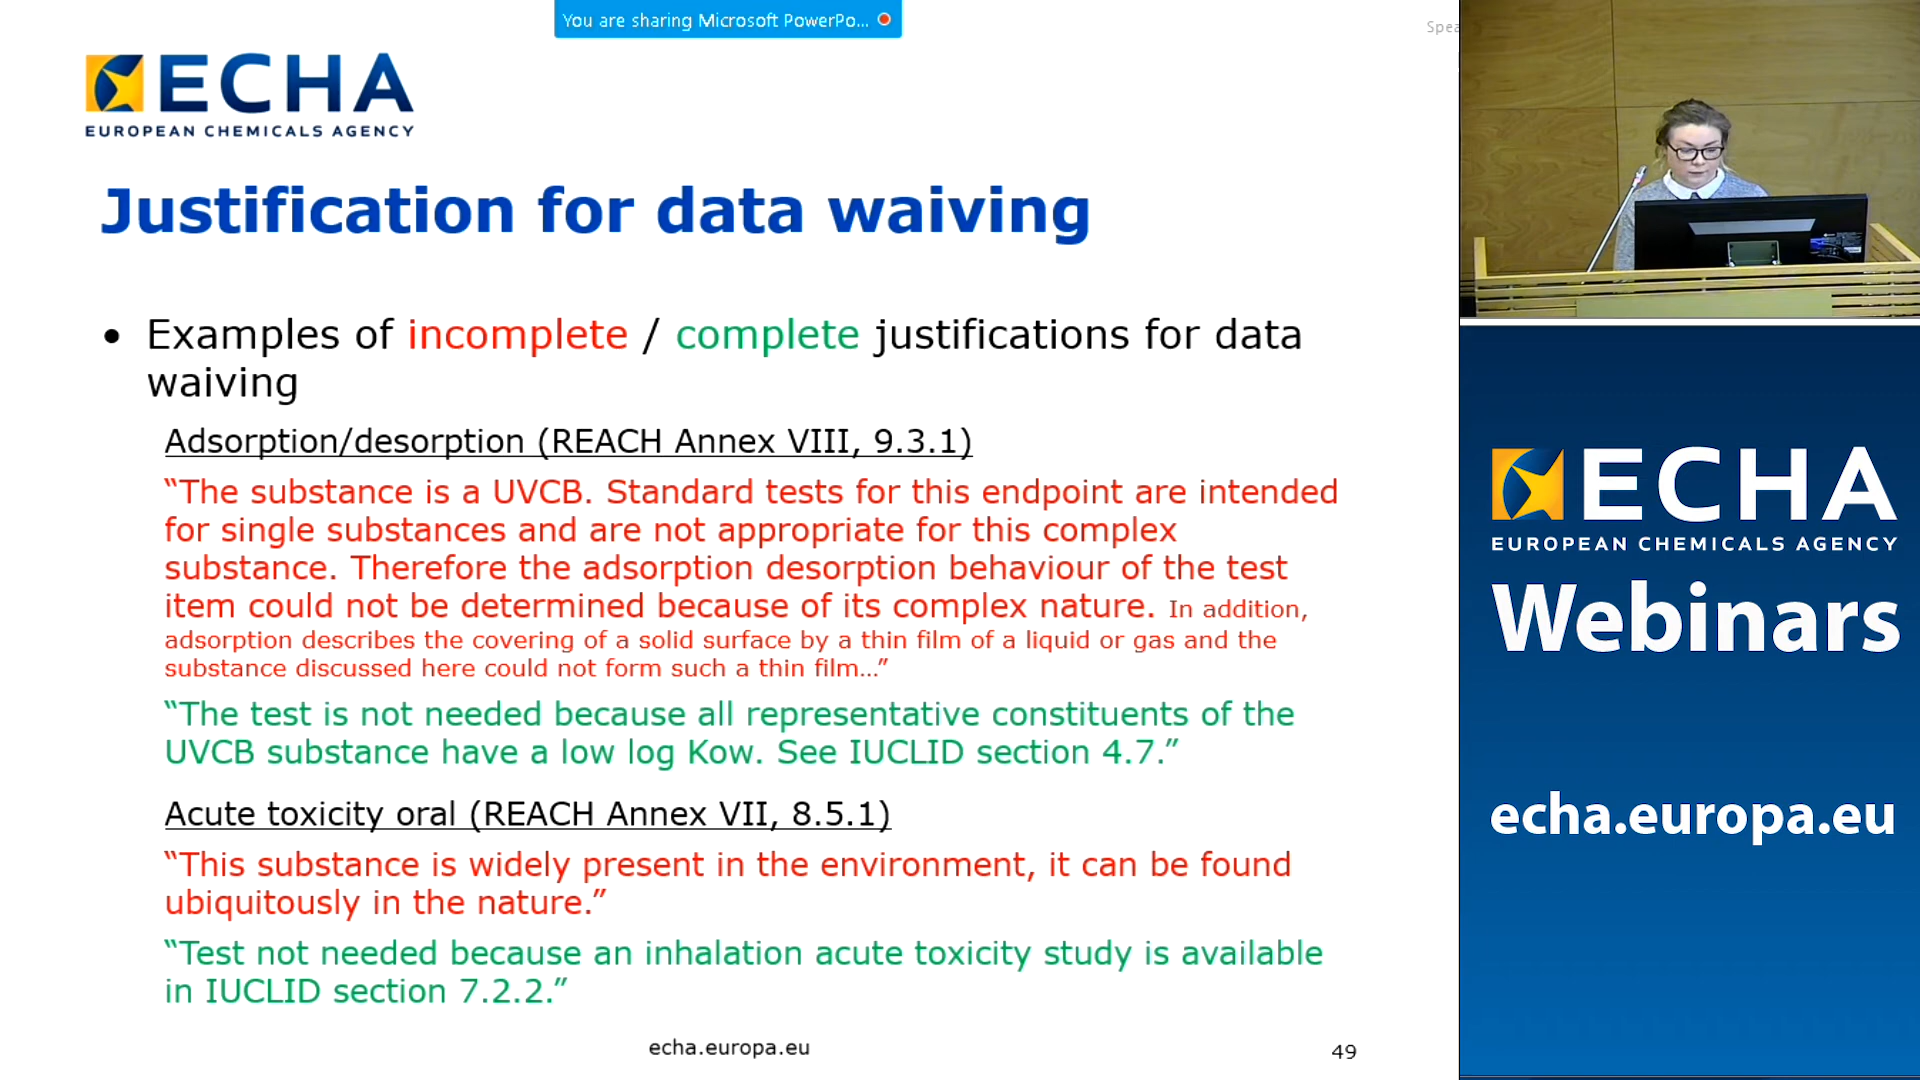 You are sharing Microsoft PowerPo...
ECHA
EUROPEAN CHEMICALS AGENCY
Justification for data waiving
• Examples of incomplete / complete justifications for data
waiving
Adsorption/desorption (REACH Annex VIII, 9.3.1)
“The substance is a UVCB. Standard tests for this endpoint are intended
for single substances and are not appropriate for this complex
substance. Therefore the adsorption desorption behaviour of the test
item could not be determined because of its complex nature. In addition,
adsorption describes the covering of a solid surface by a thin film of a liquid or gas and the
substance discussed here could not form such a thin film…”
“The test is not needed because all representative constituents of the
UVCB substance have a low log Kow. See IUCLID section 4.7.”
Acute toxicity oral (REACH Annex VII, 8.5.1)
“This substance is widely present in the environment, it can be found
ubiquitously in the nature.”
“Test not needed because an inhalation acute toxicity study is available
in IUCLID section 7.2.2.”
echa.europa.eu
49
Spea
ECHA
EUROPEAN CHEMICALS AGENCY
Webinars
echa.europa.eu